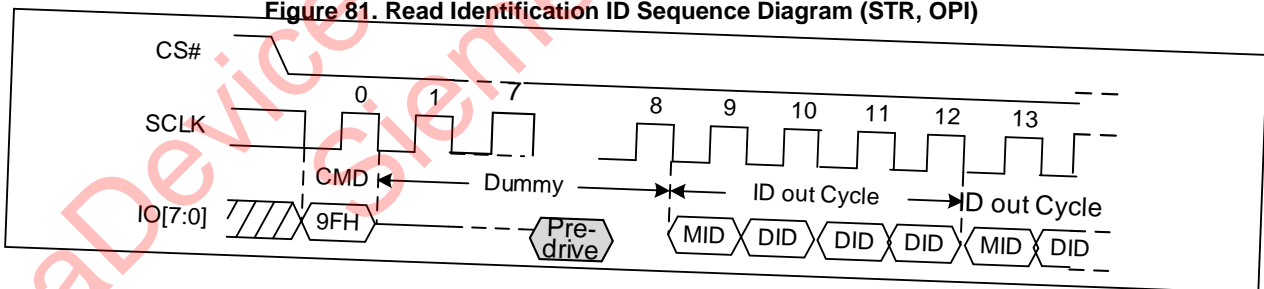 Figure 81. Read Identification ID Sequence Diagram (STR, OPI)
CS#
0 1 7 8 9 10 11 12 13
SCLK
CMD Dummy ID out Cycle ID out Cycle
IO[7:0] 9FH Pre-drive MID DID DID DID MID DID
aDevice
Sieme